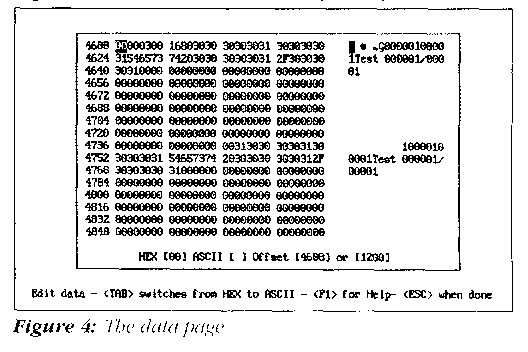 4608 00000300 16803030 30303031 30303030
4624 31546573 74203030 30303031 2F303030 1Test 000001/000
4640 30310000 00000000 00000000 00000000 01
4656 00000000 00000000 00000000 00000000
4672 00000000 00000000 00000000 00000000
4688 00000000 00000000 00000000 00000000
4704 00000000 00000000 00000000 00000000
4720 00000000 00000000 00000000 00000000
4736 00000000 00000000 00313030 30303130 1000010
4752 30303031 54657374 20303030 3030312F 0001Test 000001/
4768 30303030 31000000 00000000 00000000 00001
4784 00000000 00000000 00000000 00000000
4800 00000000 00000000 00000000 00000000
4816 00000000 00000000 00000000 00000000
4832 00000000 00000000 00000000 00000000
4848 00000000 00000000 00000000 00000000
HEX [00] ASCII [ ] Offset [4608] or [1200]
Edit data - <TAB> switches from HEX to ASCII - <F1> for Help- <ESC> when done
Figure 4: The data page